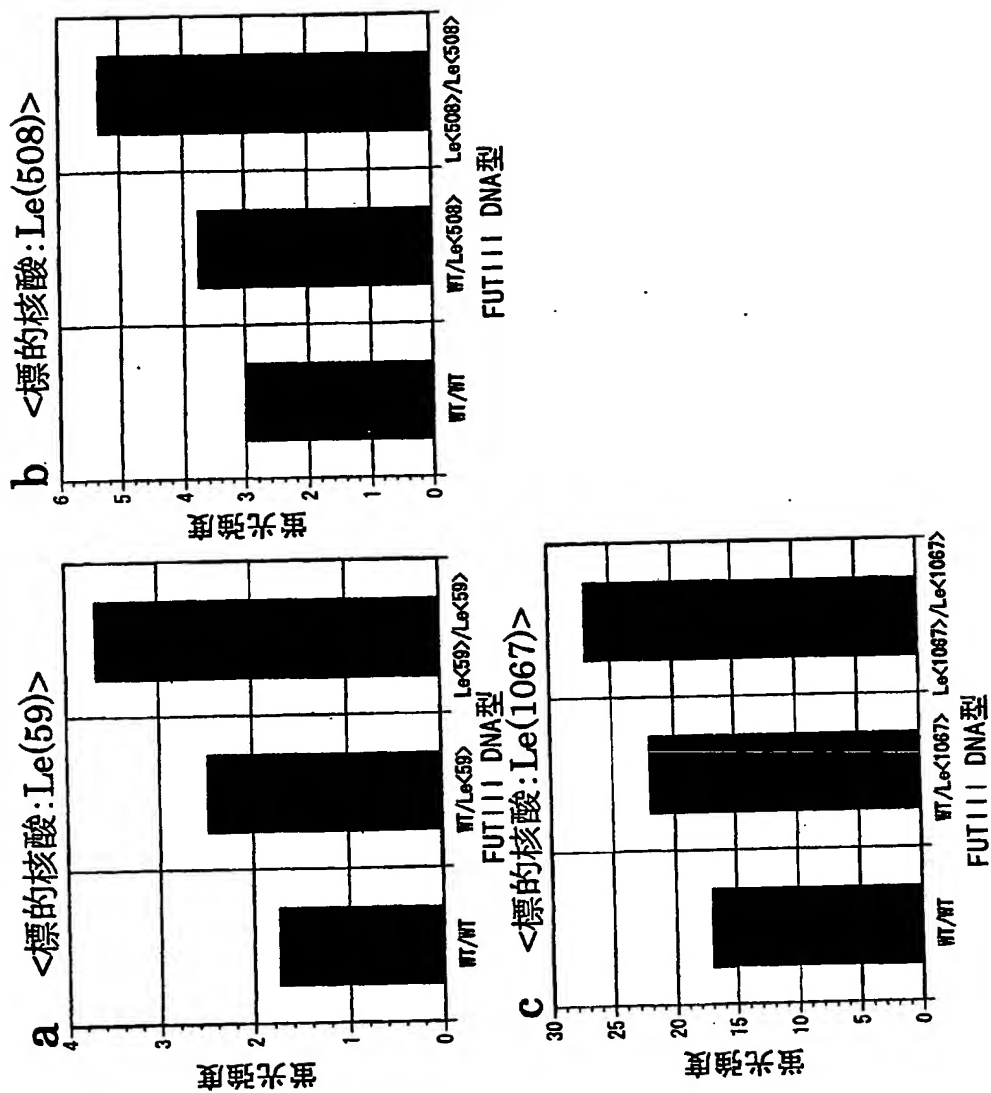 a <標的核酸:Le(59)>
蛍光強度
4
3
2
1
0
WT/WT
WT/Le<59>
Le<59>/Le<59>
FUTIII DNA型
b <標的核酸:Le(508)>
蛍光強度
6
5
4
3
2
1
0
WT/WT
WT/Le<508>
Le<508>/Le<508>
FUTIII DNA型
c <標的核酸:Le(1067)>
蛍光強度
30
25
20
15
10
5
0
WT/WT
WT/Le<1067>
Le<1067>/Le<1067>
FUTIII DNA型